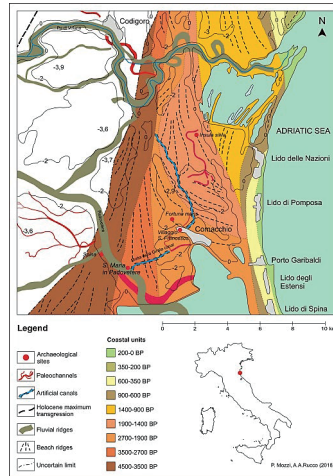 Codigoro
N
-3,9
-3,6
-3,7
-3,6
0
-2
Insula silva
Fortuna maris
Comacchio
Villaggio
S. Francesco
S. Maria
in Padovetere
Spina
ADRIATIC SEA
Lido delle
Nazioni
Lido di
Pomposa
Porto Garibaldi
Lido degli
Estensi
Lido di Spina
0 2 4 6 8 10 km
Legend
Archaeological
sites
Paleochannels
Artificial canals
Holocene maximum
transgression
Fluvial ridges
Beach ridges
Uncertain limit
Coastal units
200-0 BP
350-200 BP
600-350 BP
900-600 BP
1400-900 BP
1900-1400 BP
2700-1900 BP
3500-2700 BP
4500-3500 BP
P. Mozzi, A.A.Rucco (2016)